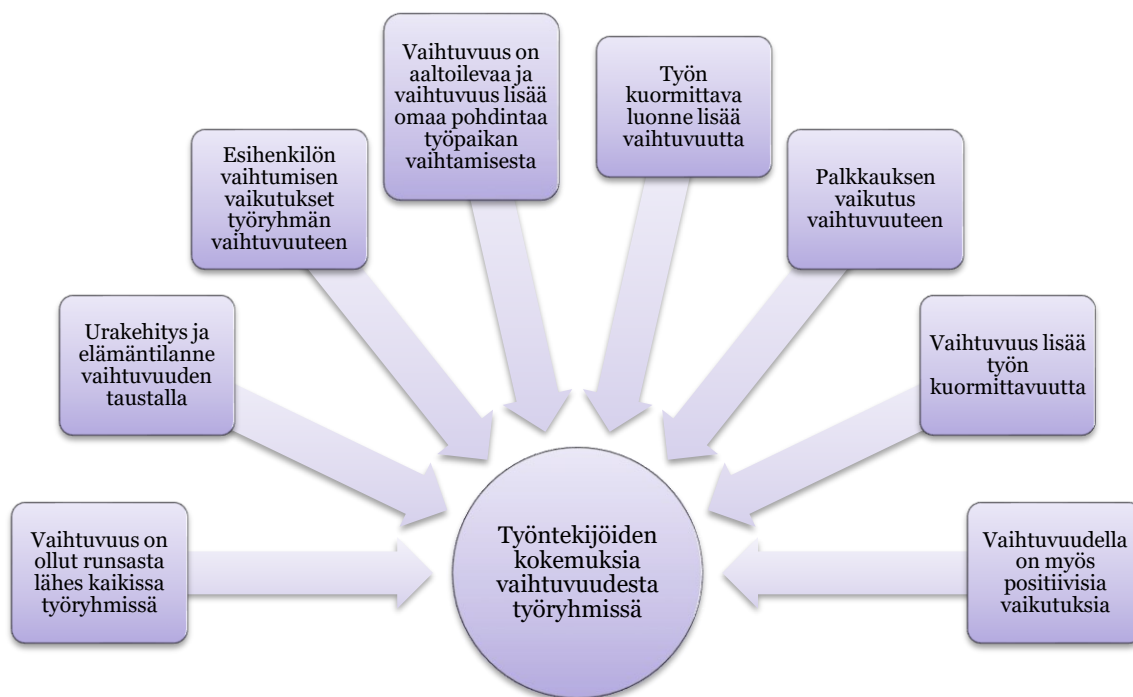 Vaihtuvuus on
aaltoilevaa ja
vaihtuvuus lisää
omaa pohdintaa
työpaikan
vaihtamisesta
Työn
kuormittava
luonne lisää
vaihtuvuutta
Esihenkilön
vaihtumisen
vaikutukset
työryhmän
vaihtuvuuteen
Palkkauksen
vaikutus
vaihtuvuuteen
Urakehitys ja
elämäntilanne
vaihtuvuuden
taustalla
Vaihtuvuus lisää
työn
kuormittavuutta
Vaihtuvuus on
ollut runsasta
lähes kaikissa
työryhmissä
Työntekijöiden
kokemuksia
vaihtuvuudesta
työryhmissä
Vaihtuvuudella
on myös
positiivisia
vaikutuksia